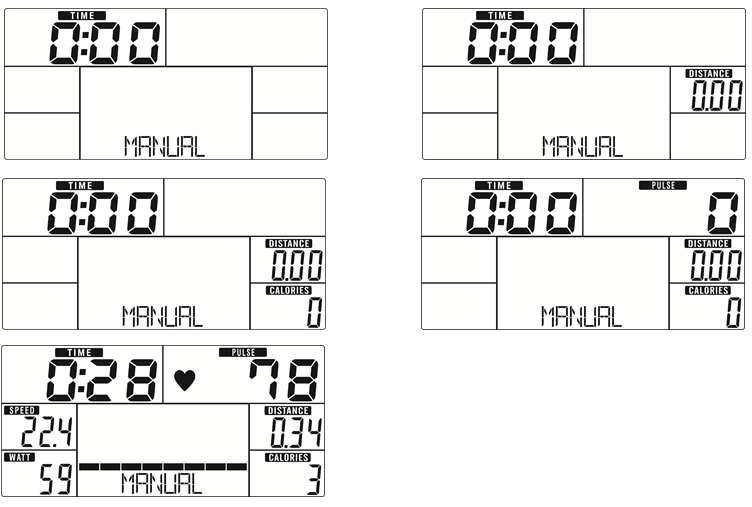 TIME
0:00
MANUAL
TIME
0:00
DISTANCE
0.00
MANUAL
TIME
0:00
DISTANCE
0.00
CALORIES
0
MANUAL
TIME
0:00
PULSE
0
DISTANCE
0.00
CALORIES
0
MANUAL
TIME
0:28
PULSE
78
SPEED
22.4
DISTANCE
0.34
WATT
59
CALORIES
3
MANUAL